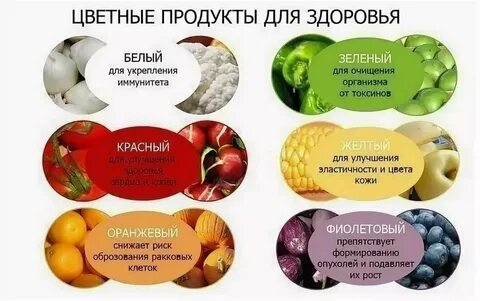 ЦВЕТНЫЕ ПРОДУКТЫ ДЛЯ ЗДОРОВЬЯ
БЕЛЫЙ
для укрепления
иммунитета
ЗЕЛЕНЫЙ
для очищения
организма
от токсинов
КРАСНЫЙ
для улучшения
здоровья
сердца и крови
ЖЕЛТЫЙ
для улучшения
эластичности и цвета
кожи
ОРАНЖЕВЫЙ
снижает риск
оброзования раковых
клеток
ФИОЛЕТОВЫЙ
препятствует
формированию
опухолей и подавляет
их рост